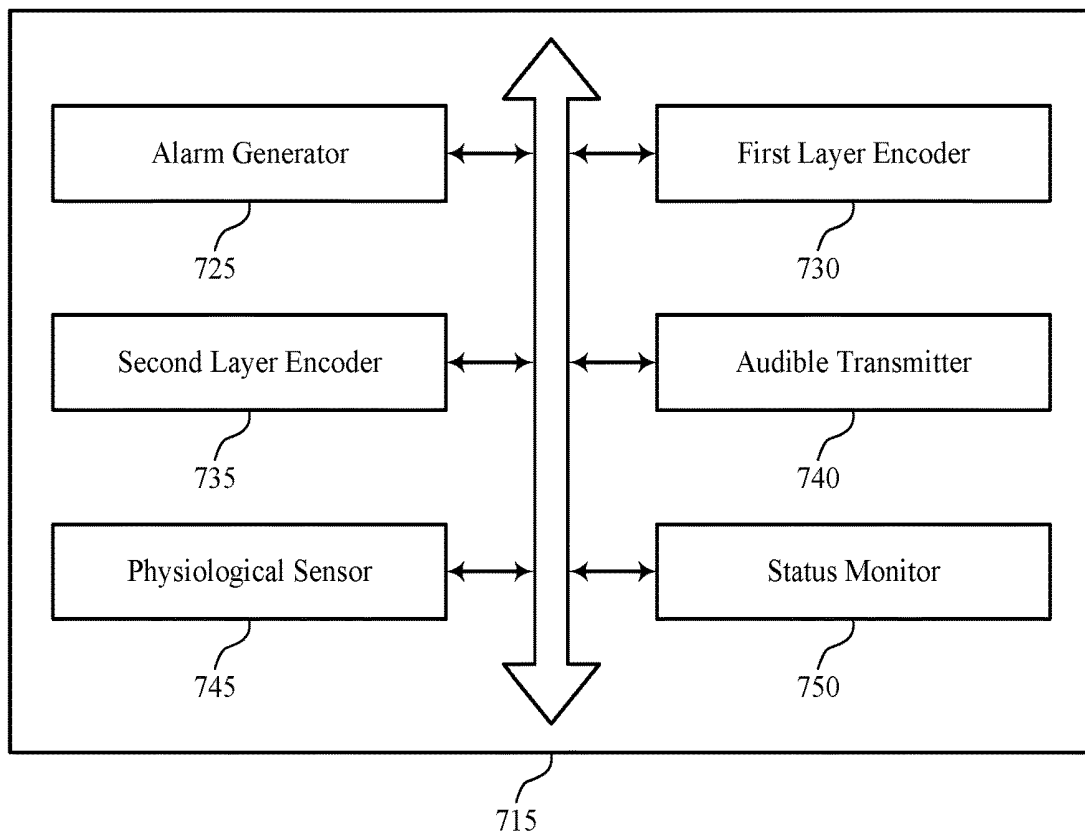 Alarm Generator
First Layer Encoder
725
730
Second Layer Encoder
Audible Transmitter
735
740
Physiological Sensor
Status Monitor
745
750
715